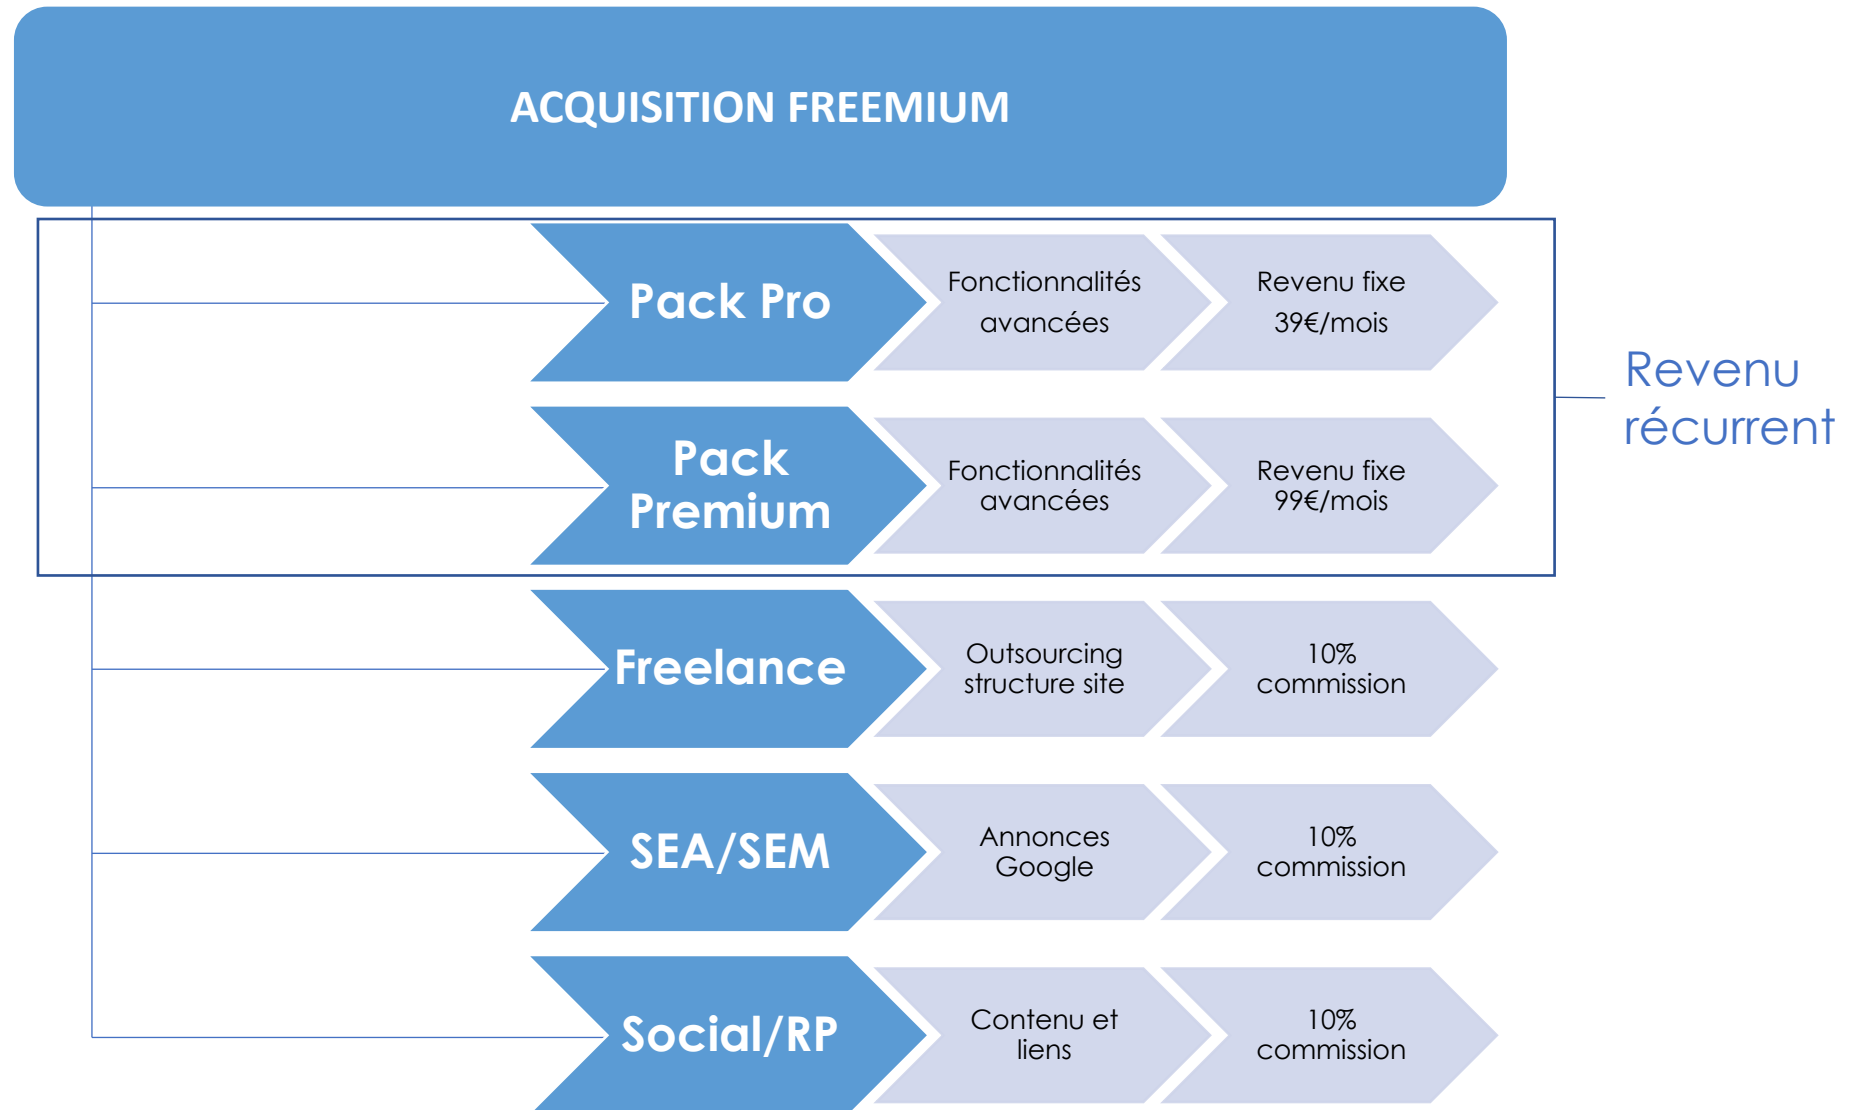 ACQUISITION FREEMIUM
Pack Pro
Fonctionnalités
avancées
Revenu fixe
39€/mois
Pack
Premium
Fonctionnalités
avancées
Revenu fixe
99€/mois
Revenu
récurrent
Freelance
Outsourcing
structure site
10%
commission
SEA/SEM
Annonces
Google
10%
commission
Social/RP
Contenu et
liens
10%
commission